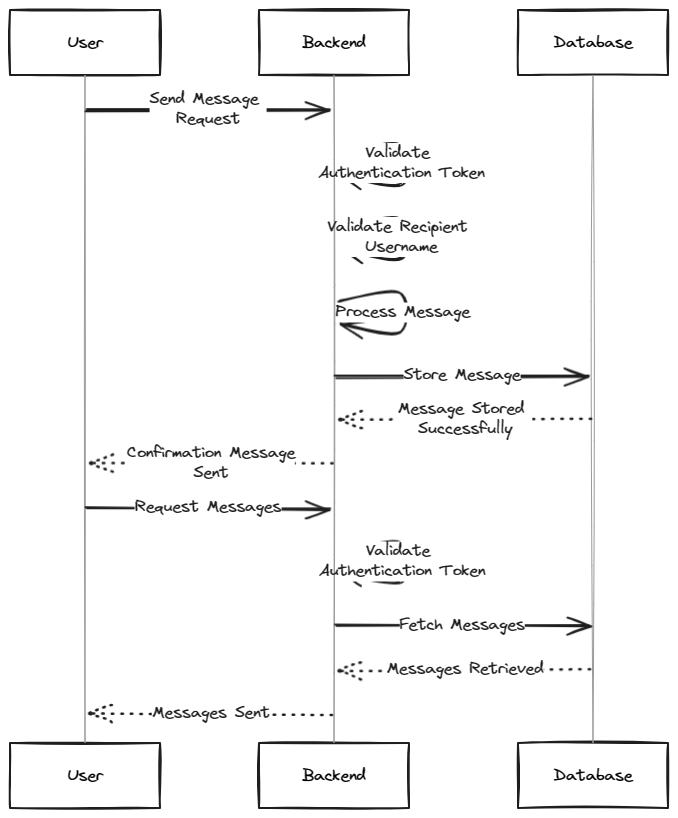 User
Backend
Database
Send Message
Request
Validate
Authentication Token
Validate Recipient
Username
Process Message
Store Message
Message Stored
Successfully
Confirmation Message
Sent
Request Messages
Validate
Authentication Token
Fetch Messages
Messages Retrieved
Messages Sent
User
Backend
Database